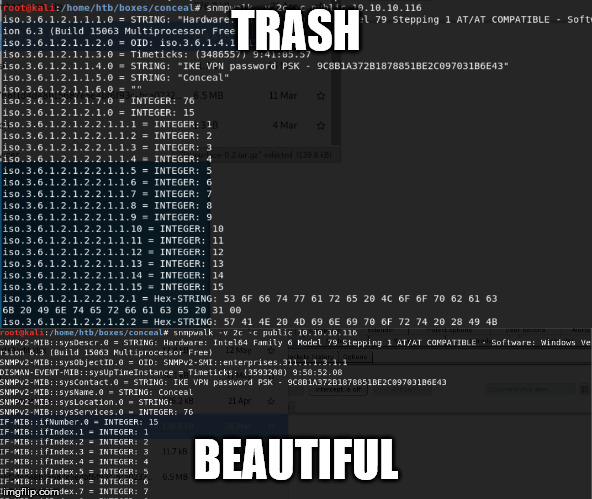 root@kali:/home/htb/boxes/conceal# snmpwalk -v 2c -c public 10.10.10.116
TRASH
iso.3.6.1.2.1.1.1.0 = STRING: "Hardware: Model 79 Stepping 1 AT/AT COMPATIBLE - Soft
ion 6.3 (Build 15063 Multiprocessor Free
iso.3.6.1.2.1.1.2.0 = OID: iso.3.6.1.4.1
iso.3.6.1.2.1.1.3.0 = Timeticks: (3486557) 9:41:05.57
iso.3.6.1.2.1.1.4.0 = STRING: "IKE VPN password PSK - 9C8B1A372B1878851BE2C097031B6E43"
iso.3.6.1.2.1.1.5.0 = STRING: "Conceal"
iso.3.6.1.2.1.1.6.0 = ""
6.5 MB 11 Mar
iso.3.6.1.2.1.1.7.0 = INTEGER: 76
iso.3.6.1.2.1.2.1.0 = INTEGER: 15
iso.3.6.1.2.1.2.2.1.1.1 = INTEGER: 1
4 Mar
iso.3.6.1.2.1.2.2.1.1.2 = INTEGER: 2
iso.3.6.1.2.1.2.2.1.1.3 = INTEGER: 3
iso.3.6.1.2.1.2.2.1.1.4 = INTEGER: 4
iso.3.6.1.2.1.2.2.1.1.5 = INTEGER: 5
iso.3.6.1.2.1.2.2.1.1.6 = INTEGER: 6
iso.3.6.1.2.1.2.2.1.1.7 = INTEGER: 7
iso.3.6.1.2.1.2.2.1.1.8 = INTEGER: 8
iso.3.6.1.2.1.2.2.1.1.9 = INTEGER: 9
iso.3.6.1.2.1.2.2.1.1.10 = INTEGER: 10
iso.3.6.1.2.1.2.2.1.1.11 = INTEGER: 11
iso.3.6.1.2.1.2.2.1.1.12 = INTEGER: 12
iso.3.6.1.2.1.2.2.1.1.13 = INTEGER: 13
iso.3.6.1.2.1.2.2.1.1.14 = INTEGER: 14
iso.3.6.1.2.1.2.2.1.1.15 = INTEGER: 15
iso.3.6.1.2.1.2.2.1.2.1 = Hex-STRING: 53 6F 66 74 77 61 72 65 20 4C 6F 6F 70 62 61 63
6B 20 49 6E 74 65 72 66 61 63 65 20 31 00
iso.3.6.1.2.1.2.2.1.2.2 = Hex-STRING: 57 41 4E 20 4D 69 6E 69 70 6F 72 74 20 28 49 4B
root@kali:/home/htb/boxes/conceal# snmpwalk -v 2c -c public 10.10.10.116
SNMPv2-MIB::sysDescr.0 = STRING: Hardware: Intel64 Family 6 Model 79 Stepping 1 AT/AT COMPATIBLE - Software: Windows Ve
rsion 6.3 (Build 15063 Multiprocessor Free)
SNMPv2-MIB::sysObjectID.0 = OID: SNMPv2-SMI::enterprises.311.1.1.3.1.1
DISMAN-EVENT-MIB::sysUpTimeInstance = Timeticks: (3593208) 9:58:52.08
SNMPv2-MIB::sysContact.0 = STRING: IKE VPN password PSK - 9C8B1A372B1878851BE2C097031B6E43
SNMPv2-MIB::sysName.0 = STRING: Conceal
SNMPv2-MIB::sysLocation.0 = STRING:
21 Apr
SNMPv2-MIB::sysServices.0 = INTEGER: 76
IF-MIB::ifNumber.0 = INTEGER: 15
IF-MIB::ifIndex.1 = INTEGER: 1
IF-MIB::ifIndex.2 = INTEGER: 2
IF-MIB::ifIndex.3 = INTEGER: 3
IF-MIB::ifIndex.4 = INTEGER: 4
IF-MIB::ifIndex.5 = INTEGER: 5
IF-MIB::ifIndex.6 = INTEGER: 6
IF-MIB::ifIndex.7 = INTEGER: 7
BEAUTIFUL
imgflip.com